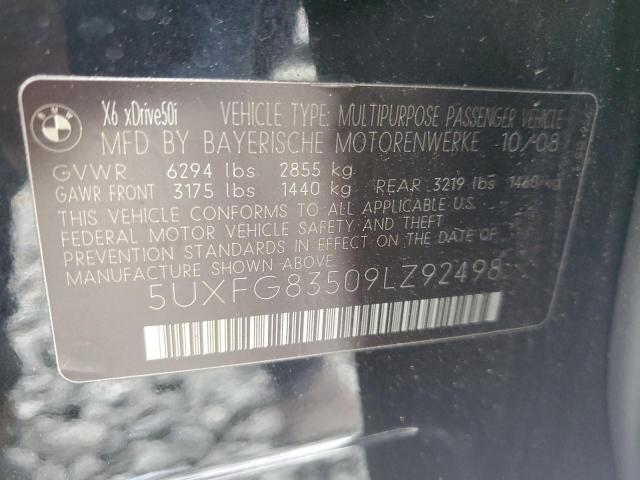 BMW
X6 xDrive50i VEHICLE TYPE: MULTIPURPOSE PASSENGER VEHICLE
MFD BY BAYERISCHE MOTORENWERKE 10/08
GVWR 6294 lbs 2855 kg
GAWR FRONT 3175 lbs 1440 kg REAR 3219 lbs 1460 kg
THIS VEHICLE CONFORMS TO ALL APPLICABLE U.S.
FEDERAL MOTOR VEHICLE SAFETY AND THEFT
PREVENTION STANDARDS IN EFFECT ON THE DATE OF
MANUFACTURE SHOWN ABOVE.
5UXFG83509LZ92498